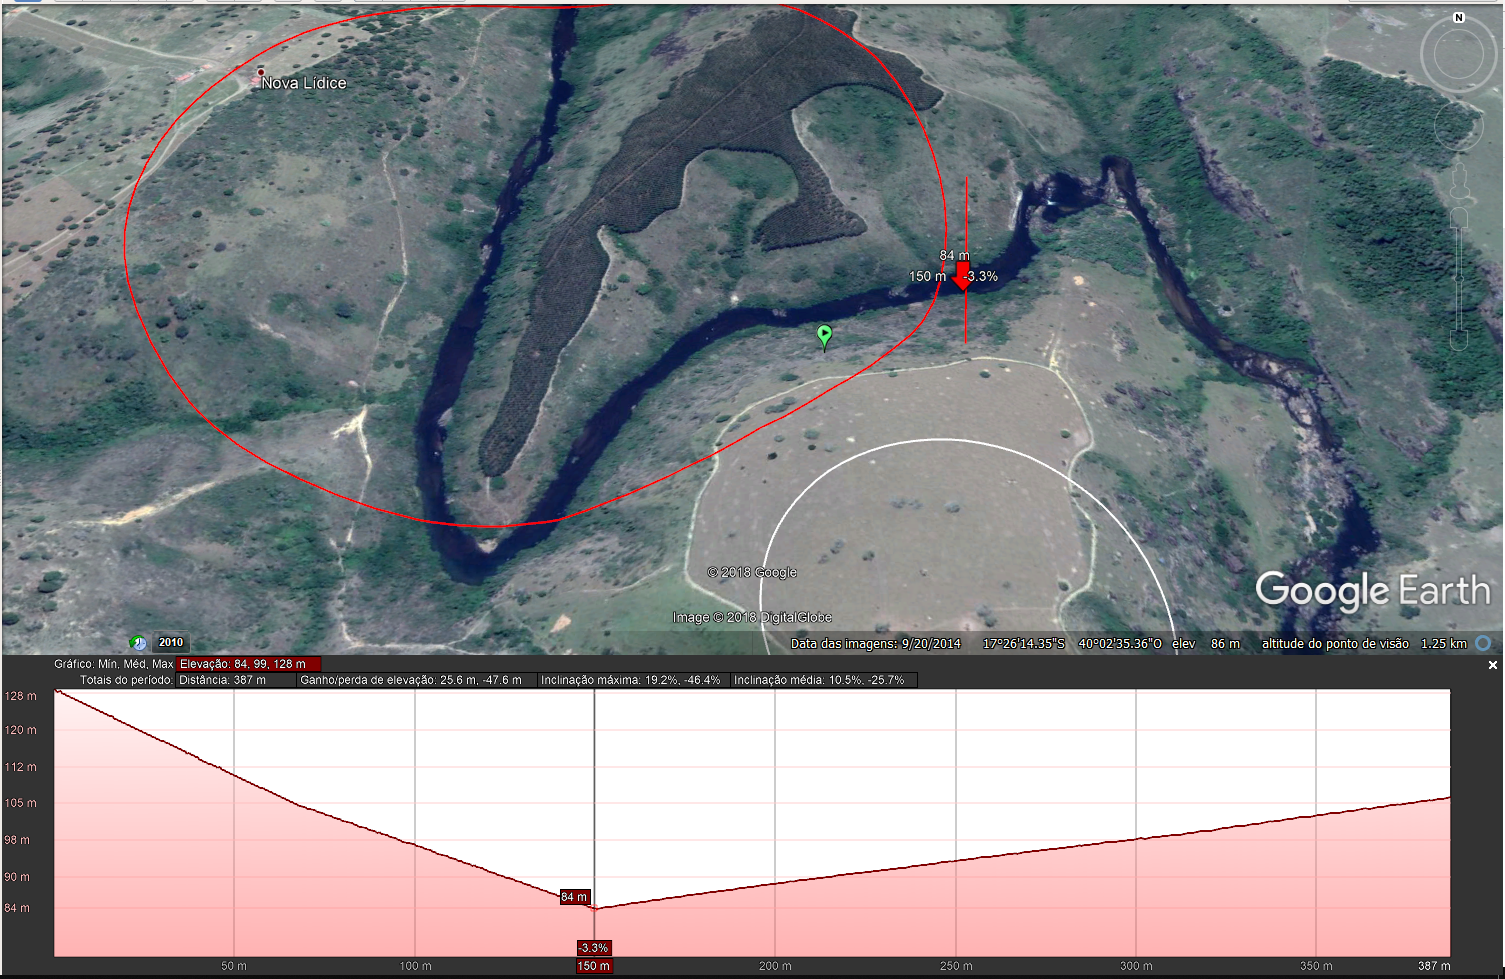 N
Nova Lídice
84 m
150 m -3.3%
© 2018 Google
Google Earth
Image © 2018 DigitalGlobe
2010
Data das imagens: 9/20/2014 17°26'14.35"S 40°02'35.36"O elev 86 m altitude do ponto de visão 1.25 km
Gráfico: Mín, Méd, Max Elevação: 84, 99, 128 m
Totais do período: Distância: 387 m Ganho/perda de elevação: 25.6 m, -47.6 m Inclinação máxima: 19.2%, -46.4% Inclinação média: 10.5%, -25.7%
128 m
120 m
112 m
105 m
98 m
90 m
84 m
84 m
-3.3%
50 m 100 m 150 m 200 m 250 m 300 m 350 m 387 m